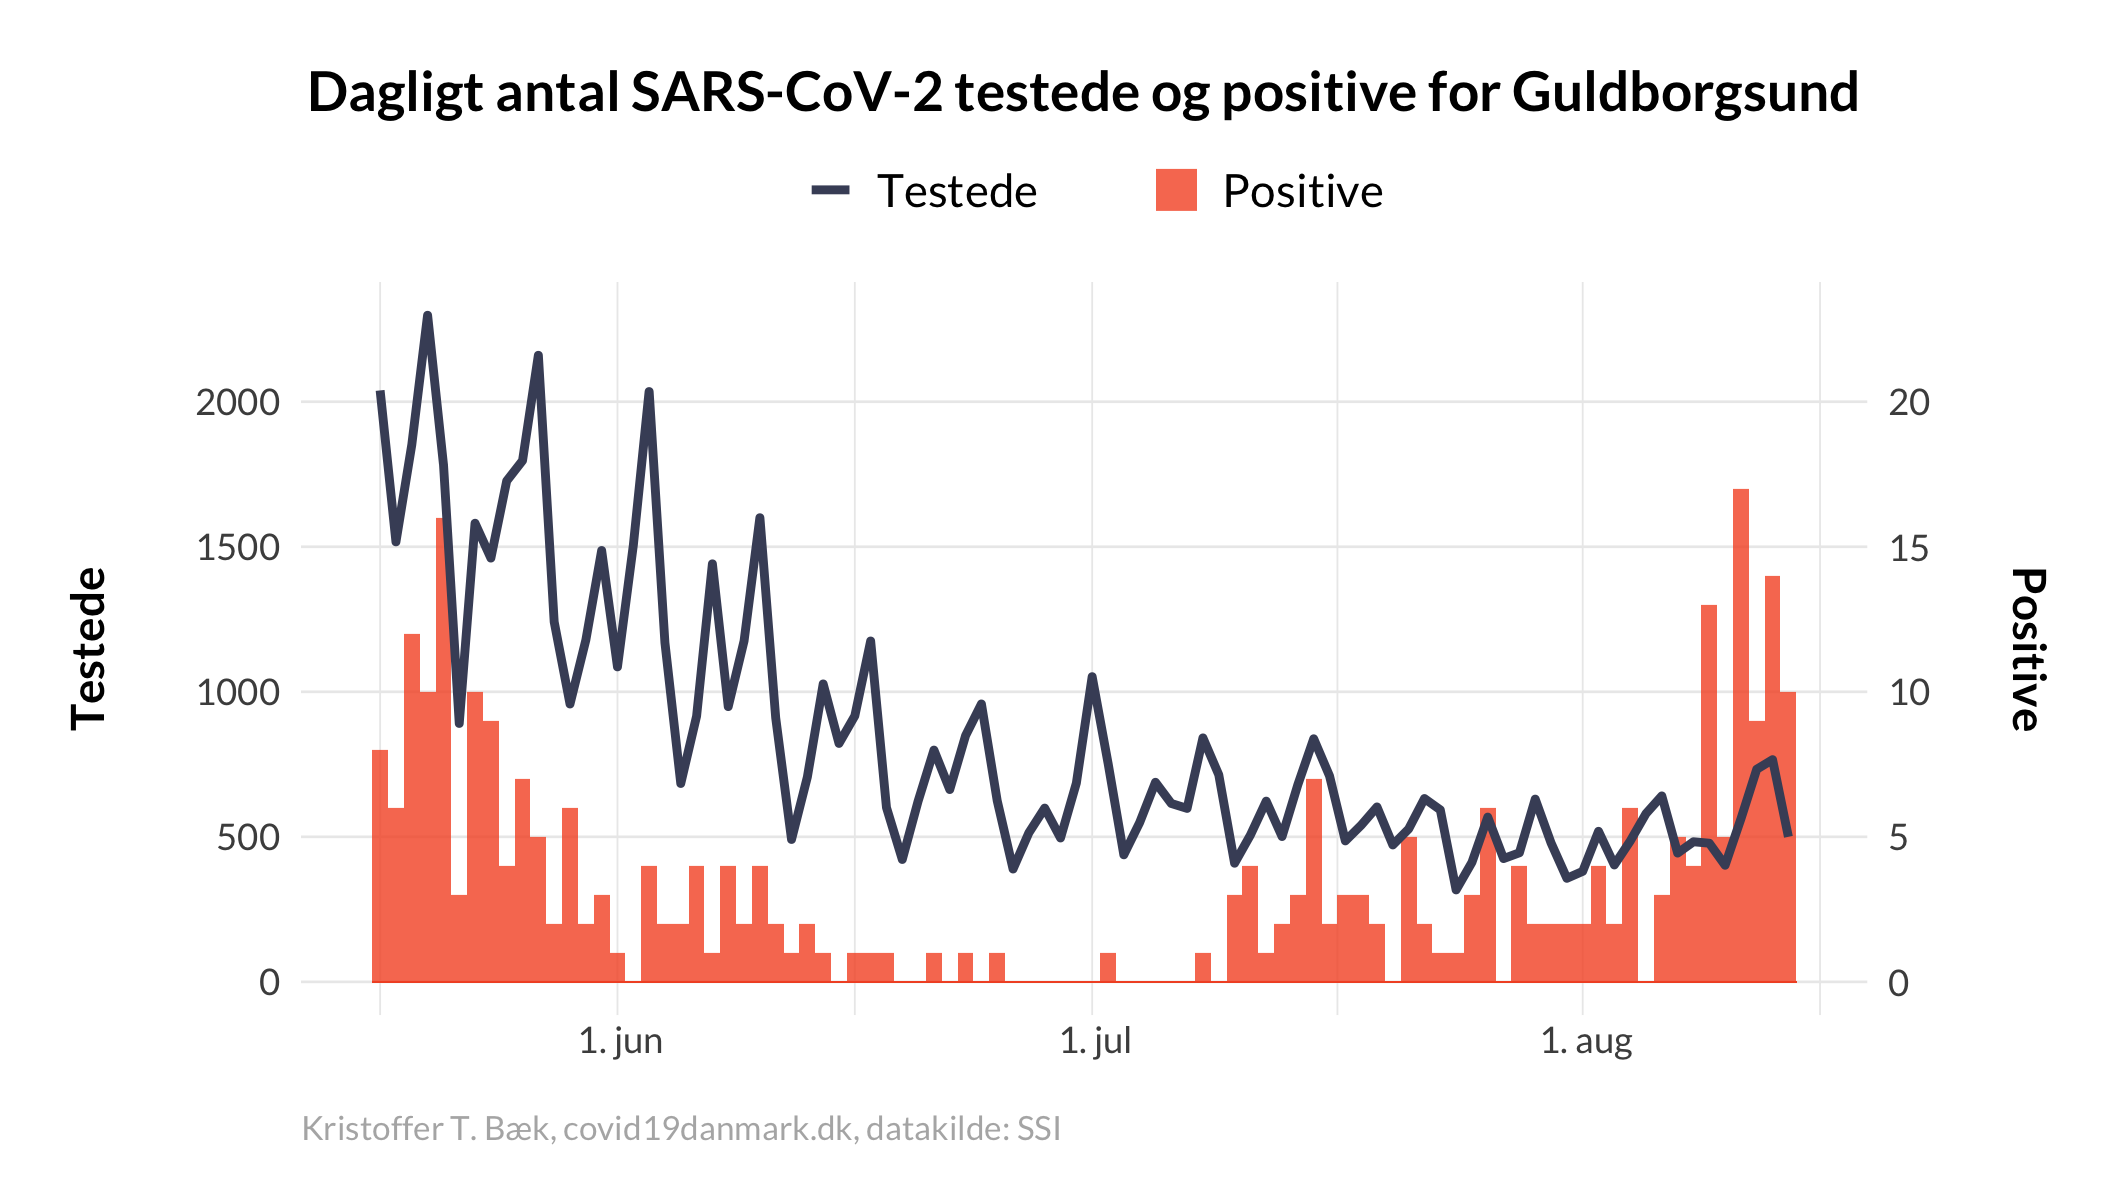 Dagligt antal SARS-CoV-2 testede og positive for Guldborgsund
Testede
Positive
2000
1500
1000
500
0
20
15
10
5
0
Testede
Positive
1. jun
1. jul
1. aug
Kristoffer T. Bæk, covid19danmark.dk, datakilde: SSI